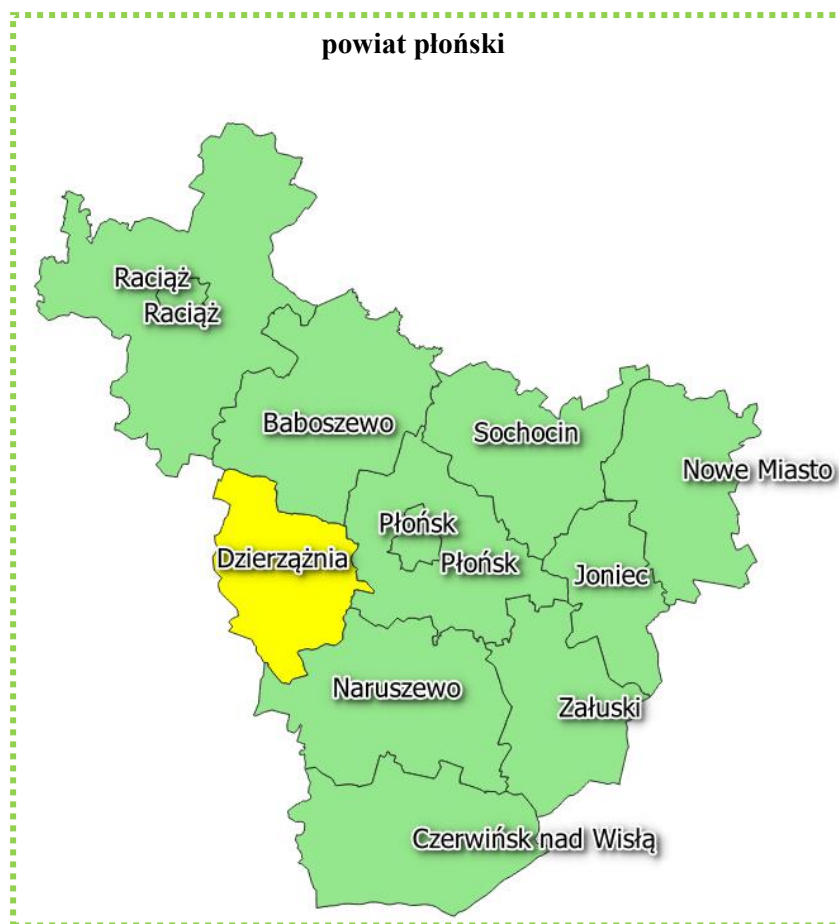 powiat płoński
Raciąż
Raciąż
Baboszewo
Sochocin
Nowe Miasto
Płońsk
Dzierzążnia
Płońsk
Joniec
Naruszewo
Załuski
Czerwińsk nad Wisłą